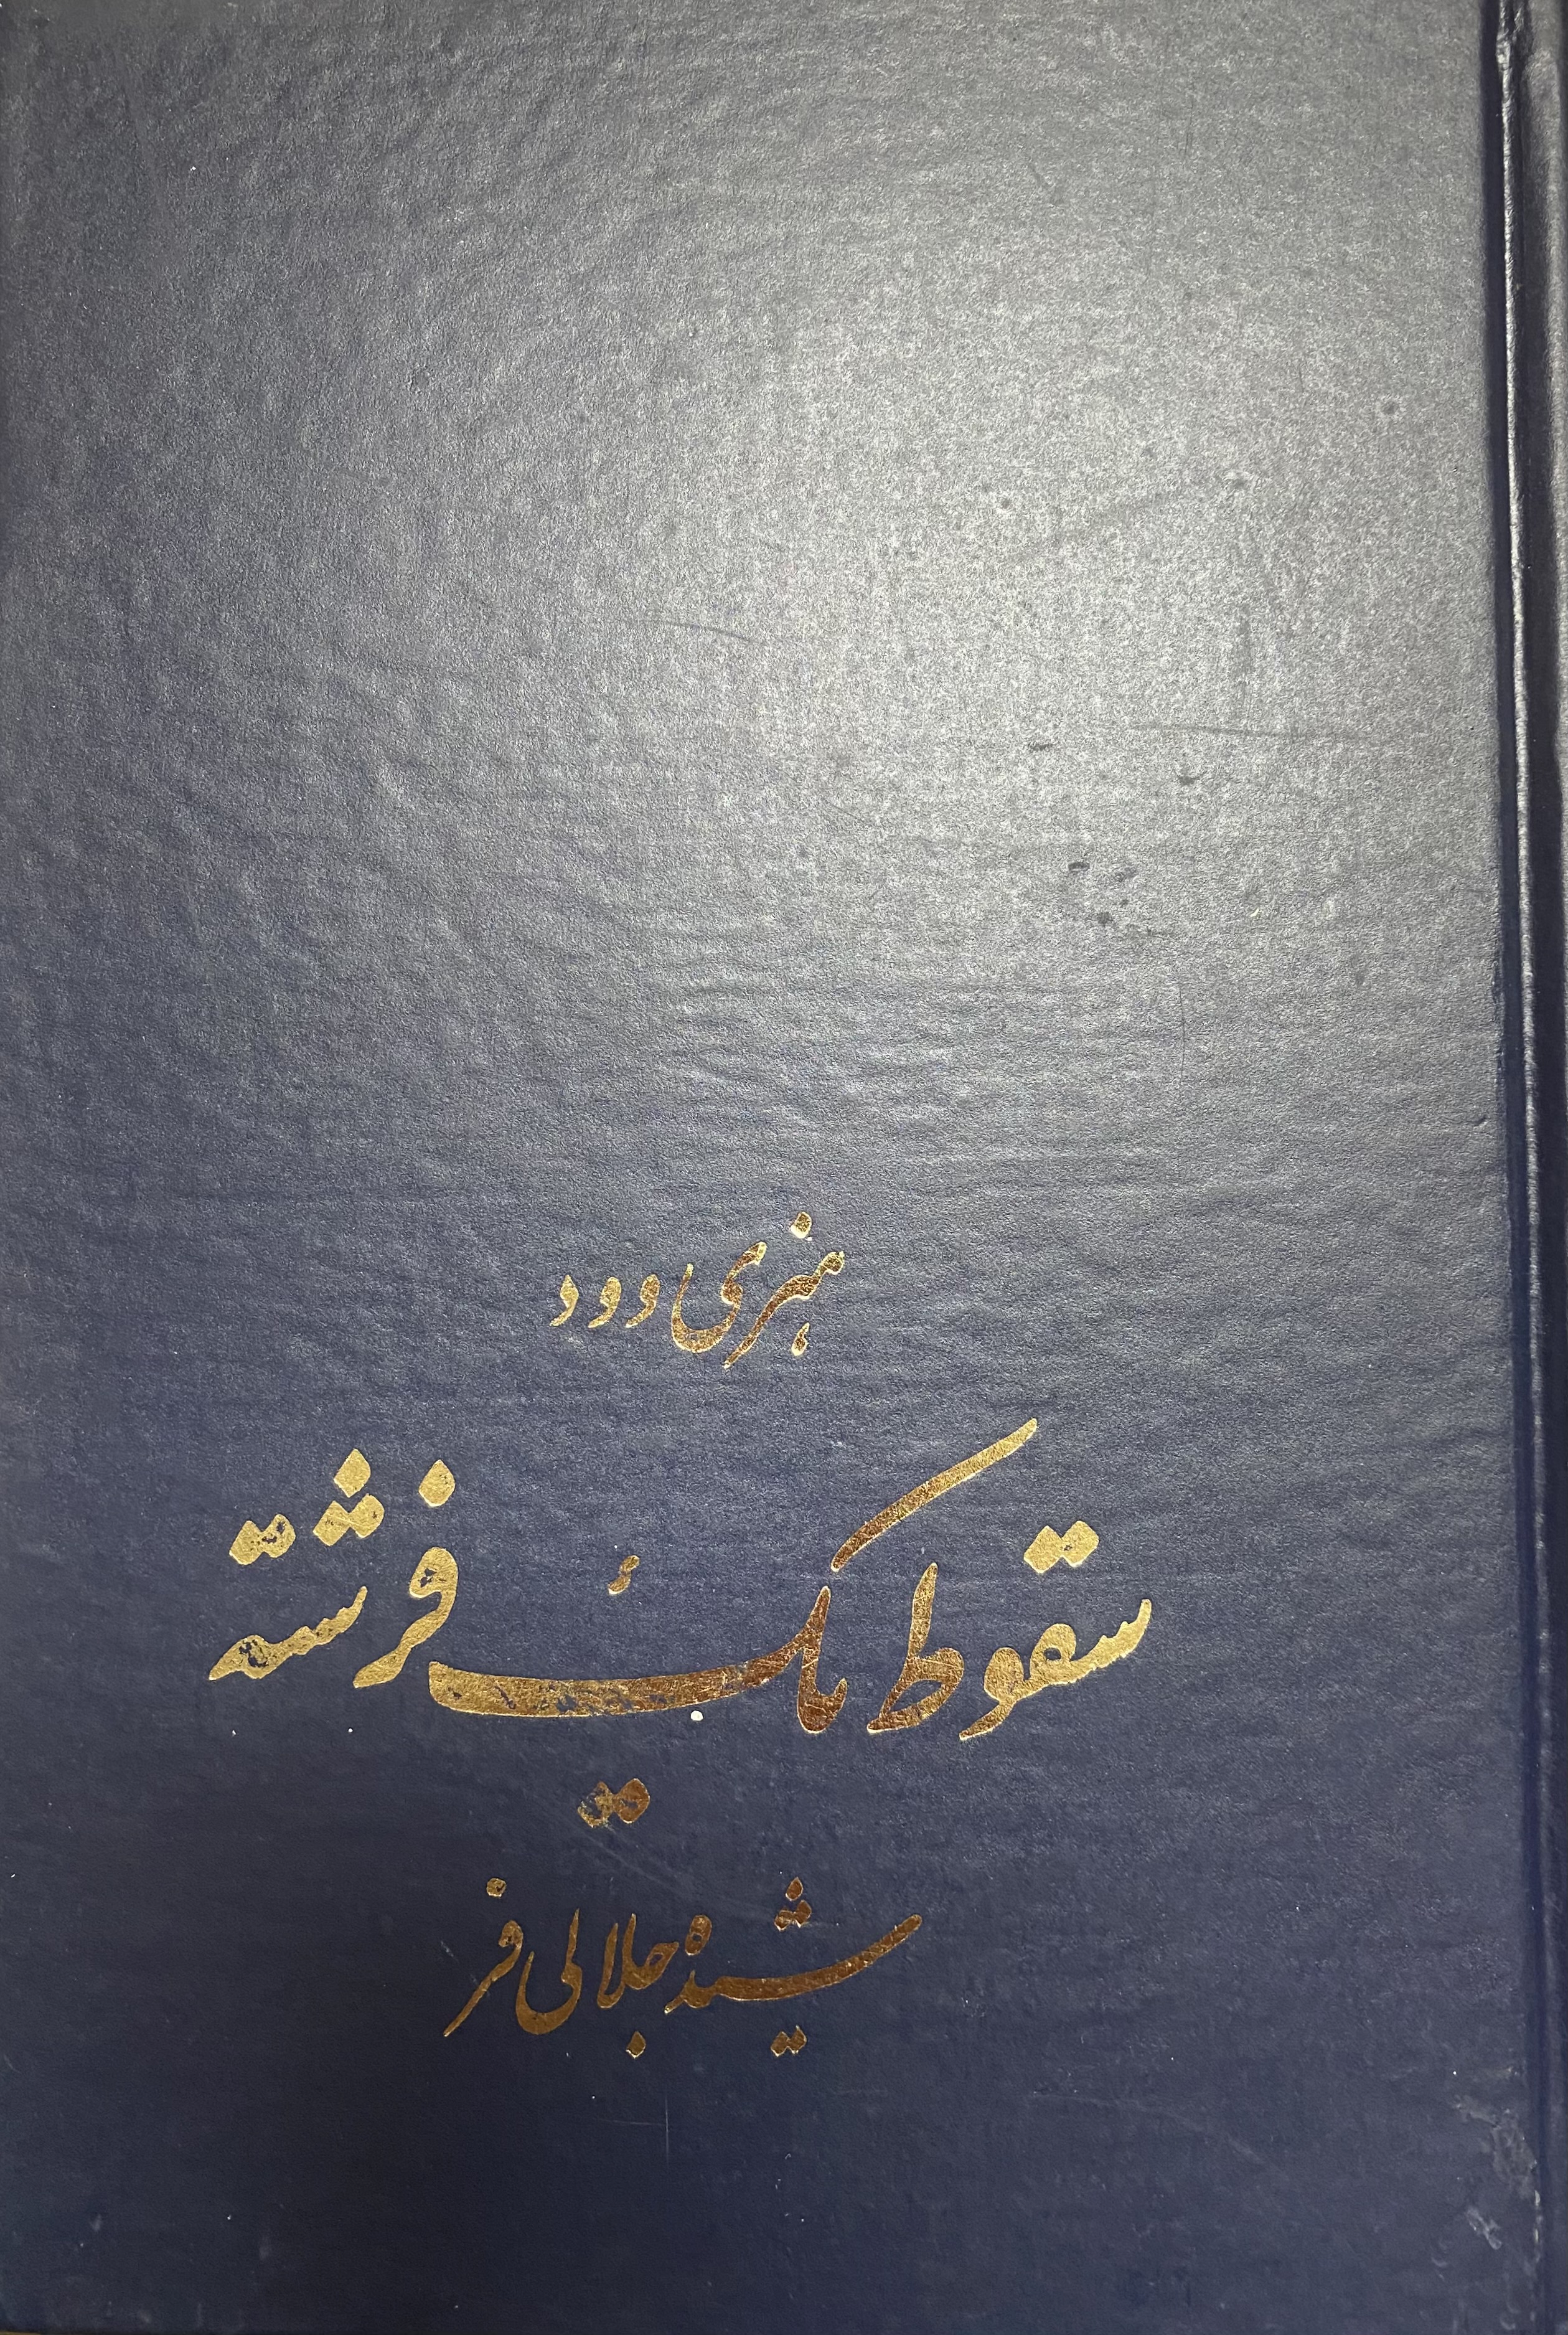 هنری وود
سقوط یک فرشته
شیده جلالی فر